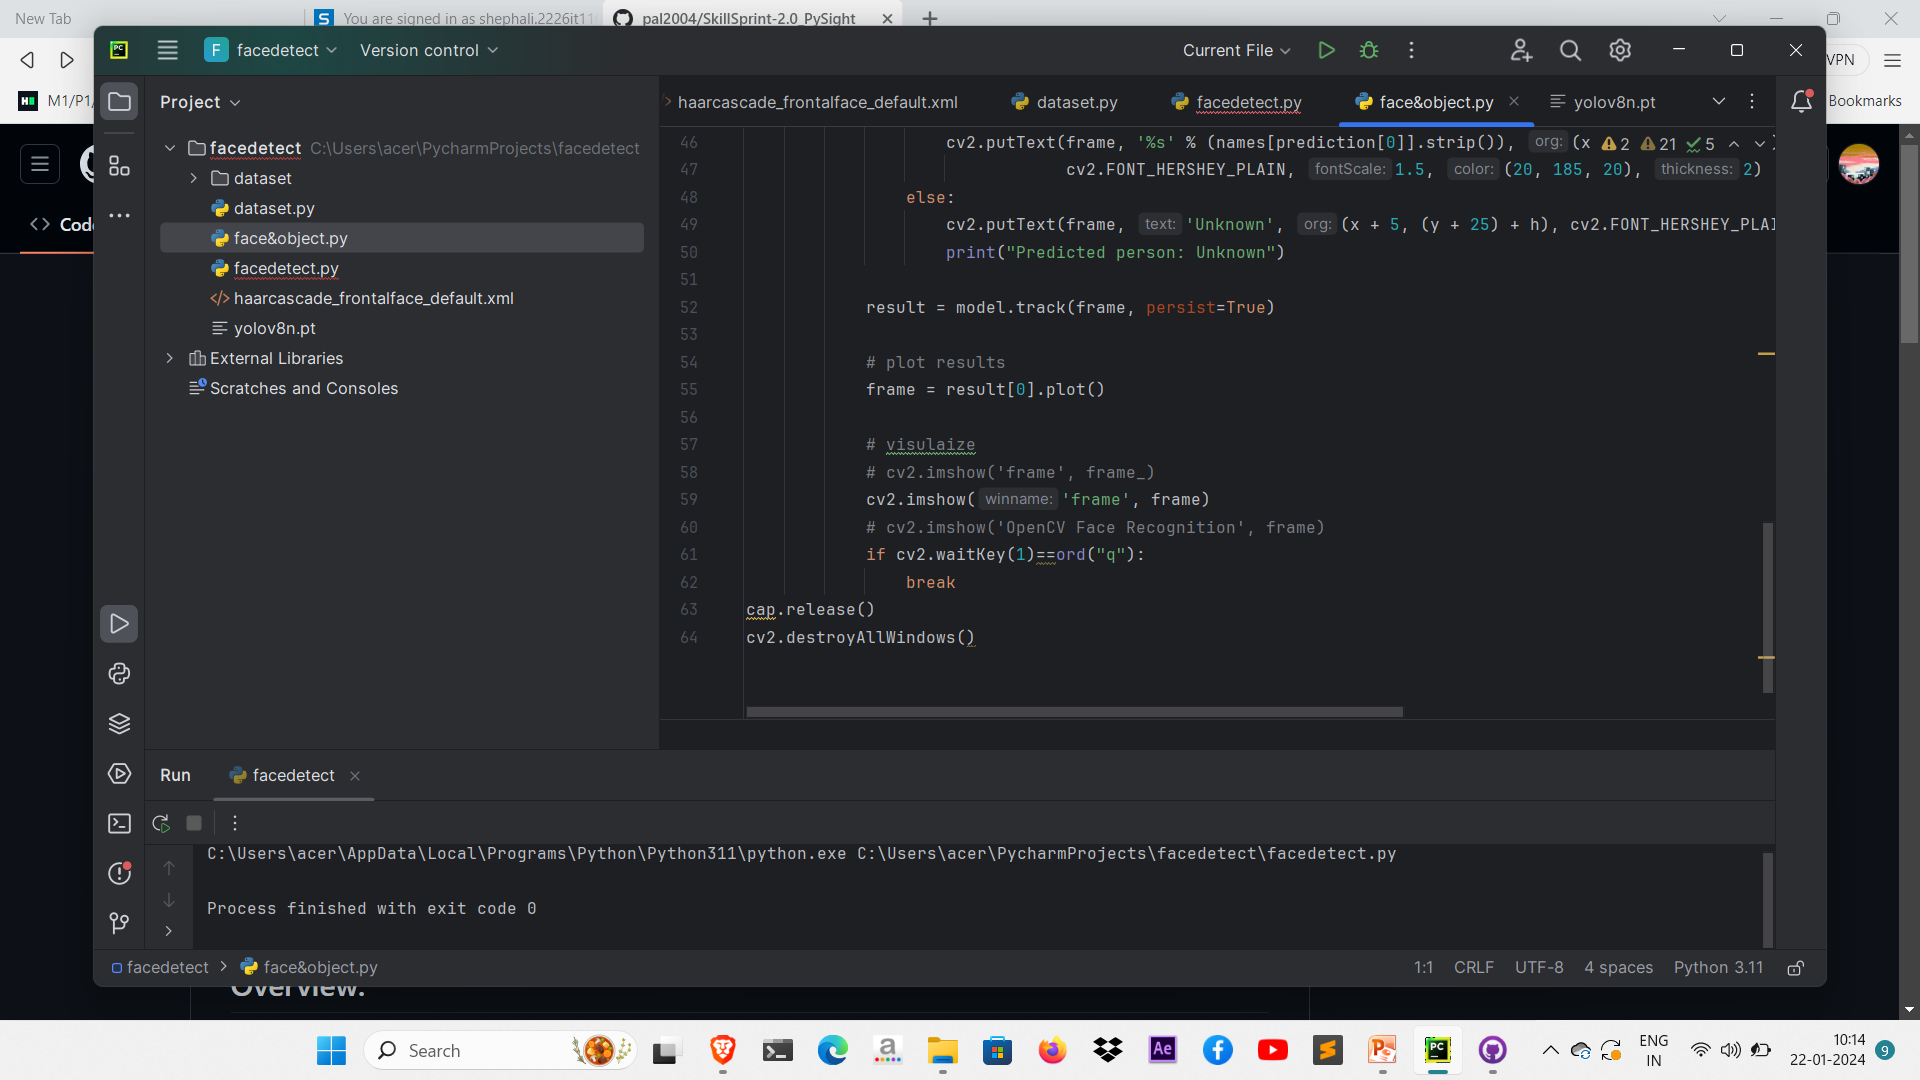 New Tab
S You are signed in as shephali.2226it11
pal2004/SkillSprint-2.0_PySight
M1/P1/
VPN
Bookmarks
Code
PC
F facedetect
Version control
Current File
Project
haarcascade_frontalface_default.xml
dataset.py
facedetect.py
face&object.py
yolov8n.pt
facedetect C:\Users\acer\PycharmProjects\facedetect
dataset
dataset.py
face&object.py
facedetect.py
haarcascade_frontalface_default.xml
yolov8n.pt
External Libraries
Scratches and Consoles
2 21 5
46 cv2.putText(frame, '%s' % (names[prediction[0]].strip()), org: (x
47 cv2.FONT_HERSHEY_PLAIN, fontScale: 1.5, color: (20, 185, 20), thickness: 2)
48 else:
49 cv2.putText(frame, text: 'Unknown', org: (x + 5, (y + 25) + h), cv2.FONT_HERSHEY_PLAI
50 print("Predicted person: Unknown")
51
52 result = model.track(frame, persist=True)
53
54 # plot results
55 frame = result[0].plot()
56
57 # visulaize
58 # cv2.imshow('frame', frame_)
59 cv2.imshow( winname: 'frame', frame)
60 # cv2.imshow('OpenCV Face Recognition', frame)
61 if cv2.waitKey(1)==ord("q"):
62 break
63 cap.release()
64 cv2.destroyAllWindows()
Run
facedetect
C:\Users\acer\AppData\Local\Programs\Python\Python311\python.exe C:\Users\acer\PycharmProjects\facedetect\facedetect.py
Process finished with exit code 0
facedetect > face&object.py
1:1 CRLF UTF-8 4 spaces Python 3.11
Overview:
Search
a
Ae
PC
ENG
IN
10:14
22-01-2024
9